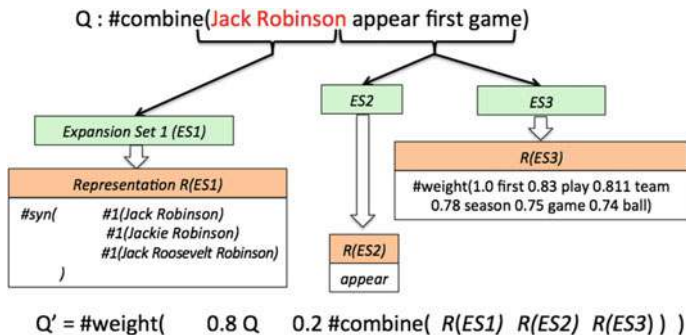 Q : #combine(Jack Robinson appear first game)
ES2
ES3
Expansion Set 1 (ES1)
Representation R(ES1)
#syn( #1(Jack Robinson)
#1(Jackie Robinson)
#1(Jack Roosevelt Robinson)
)
R(ES3)
#weight(1.0 first 0.83 play 0.811 team
0.78 season 0.75 game 0.74 ball)
R(ES2)
appear
Q’ = #weight( 0.8 Q 0.2 #combine( R(ES1) R(ES2) R(ES3) ) )